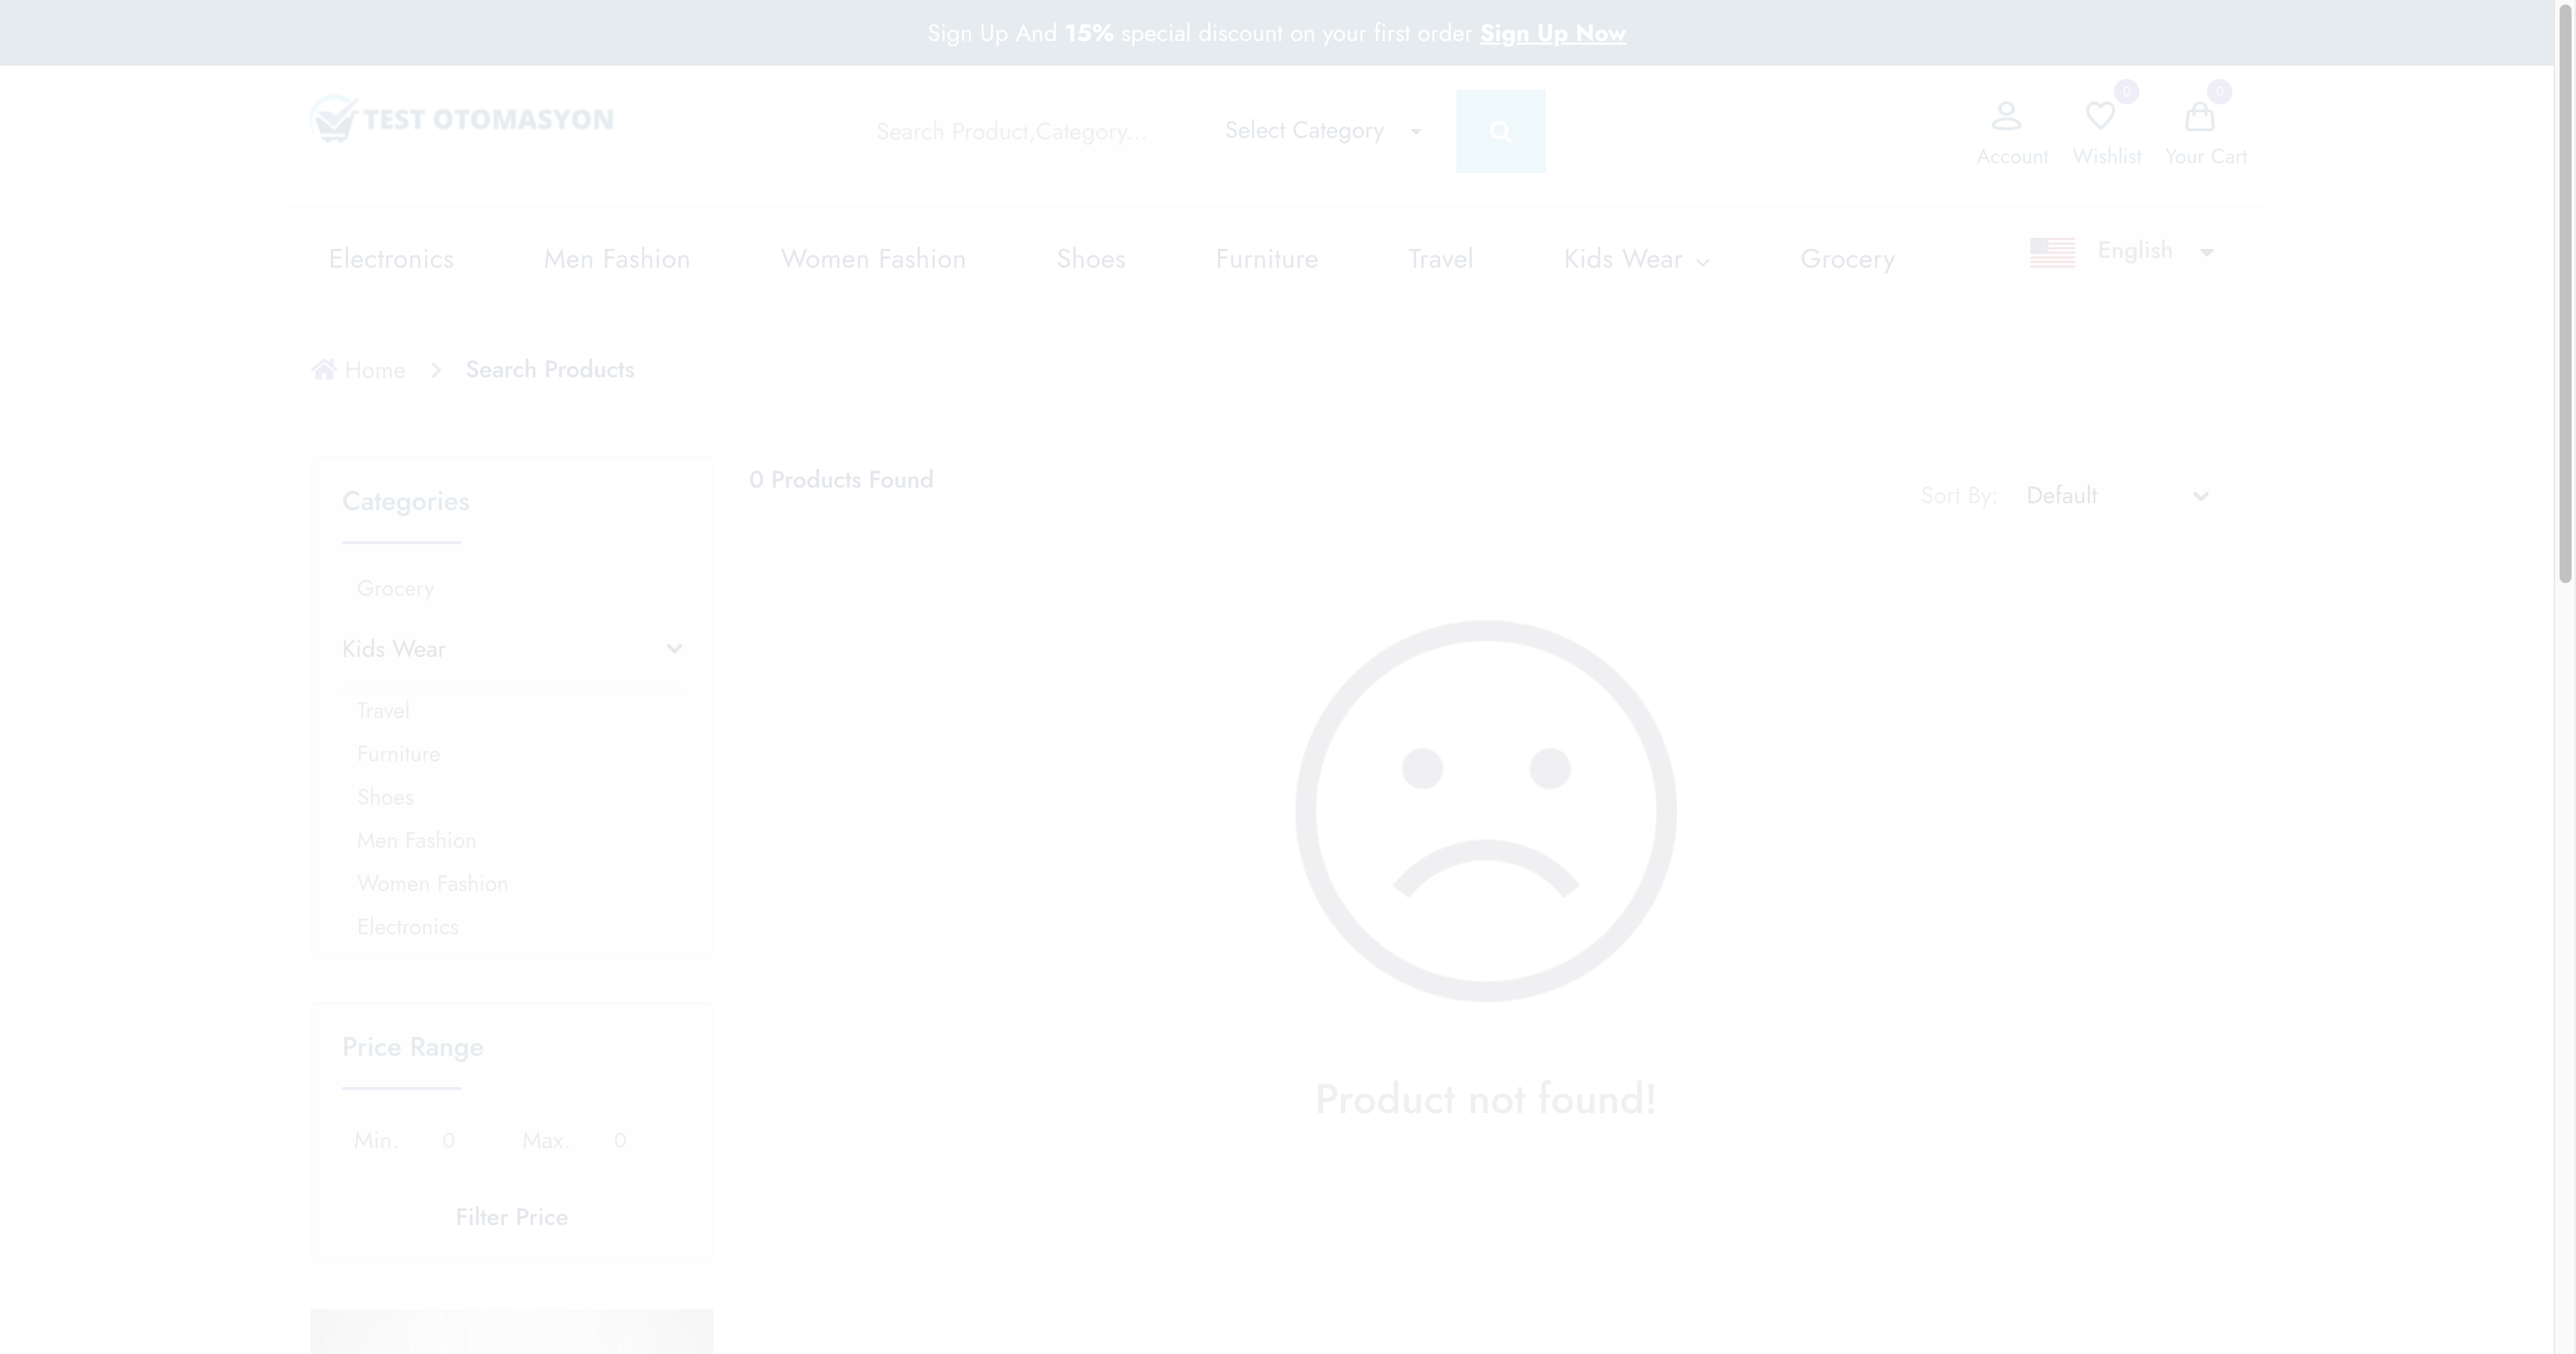 Sign Up And 15% special discount on your first order Sign Up Now
TEST OTOMASYON
Search Product,Category...
Select Category
0
0
Account
Wishlist
Your Cart
Electronics
Men Fashion
Women Fashion
Shoes
Furniture
Travel
Kids Wear
Grocery
English
Home
Search Products
Categories
Grocery
Kids Wear
Travel
Furniture
Shoes
Men Fashion
Women Fashion
Electronics
0 Products Found
Sort By:
Default
Product not found!
Price Range
Min. 0 Max. 0
Filter Price